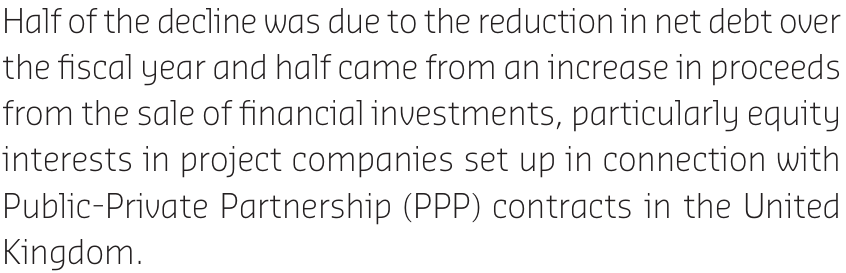 Half of the decline was due to the reduction in net debt over
the fiscal year and half came from an increase in proceeds
from the sale of financial investments, particularly equity
interests in project companies set up in connection with
Public-Private Partnership (PPP) contracts in the United
Kingdom.